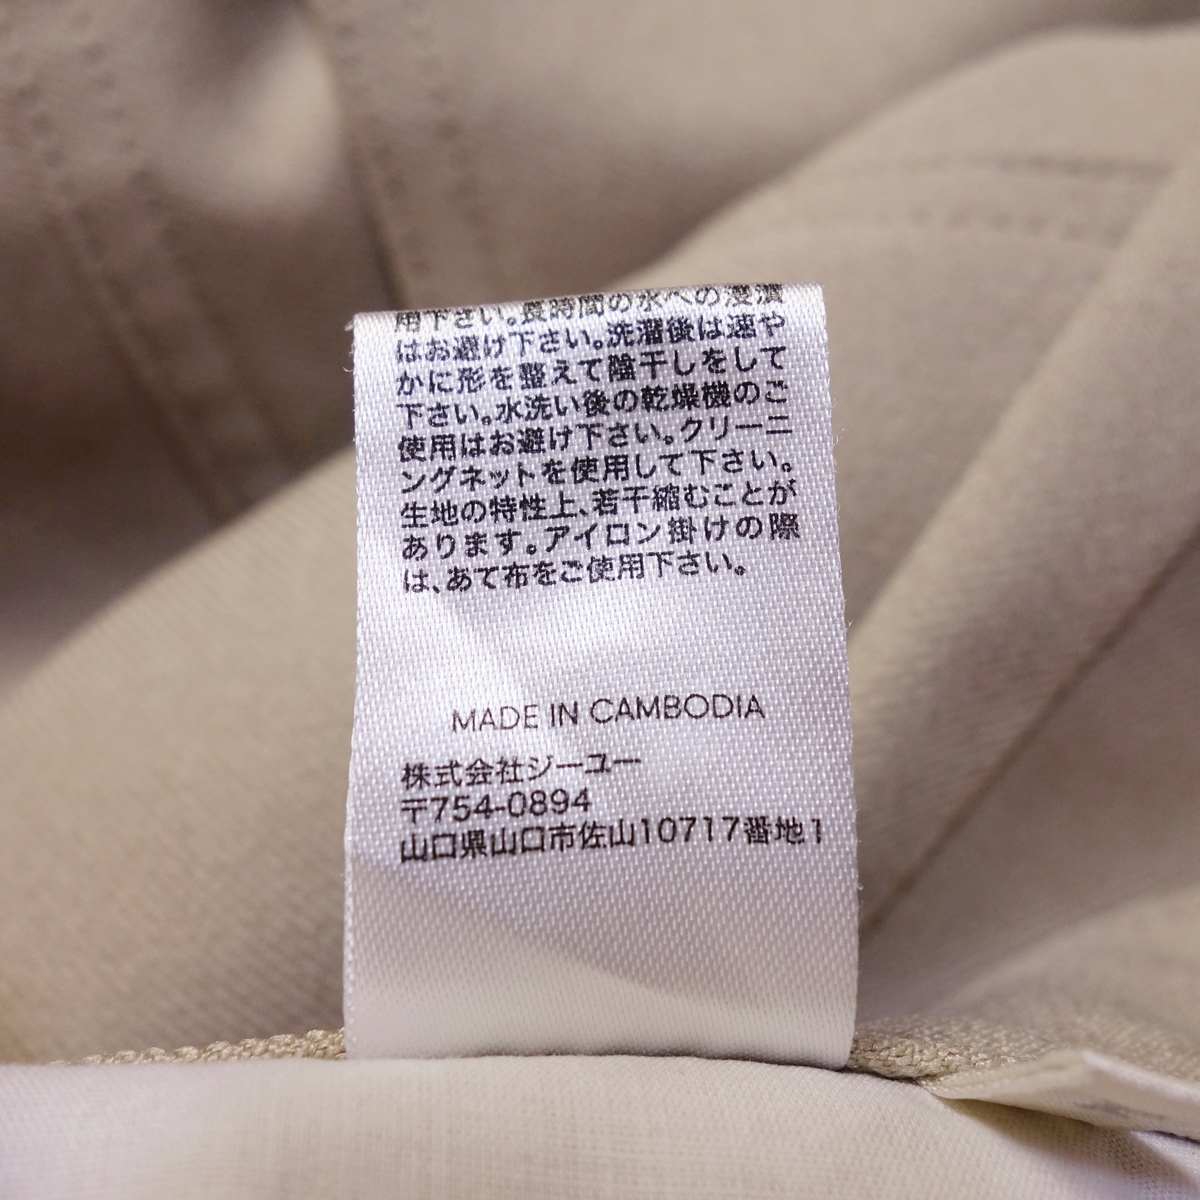 用下さい。長時間の水への浸漬
はお避け下さい。洗濯後は速や
かに形を整えて陰干しをして
下さい。水洗い後の乾燥機のご
使用はお避け下さい。クリーニ
ングネットを使用して下さい。
生地の特性上、若干縮むことが
あります。アイロン掛けの際
は、あて布をご使用下さい。
MADE IN CAMBODIA
株式会社ジーユー
〒754-0894
山口県山口市佐山10717番地1